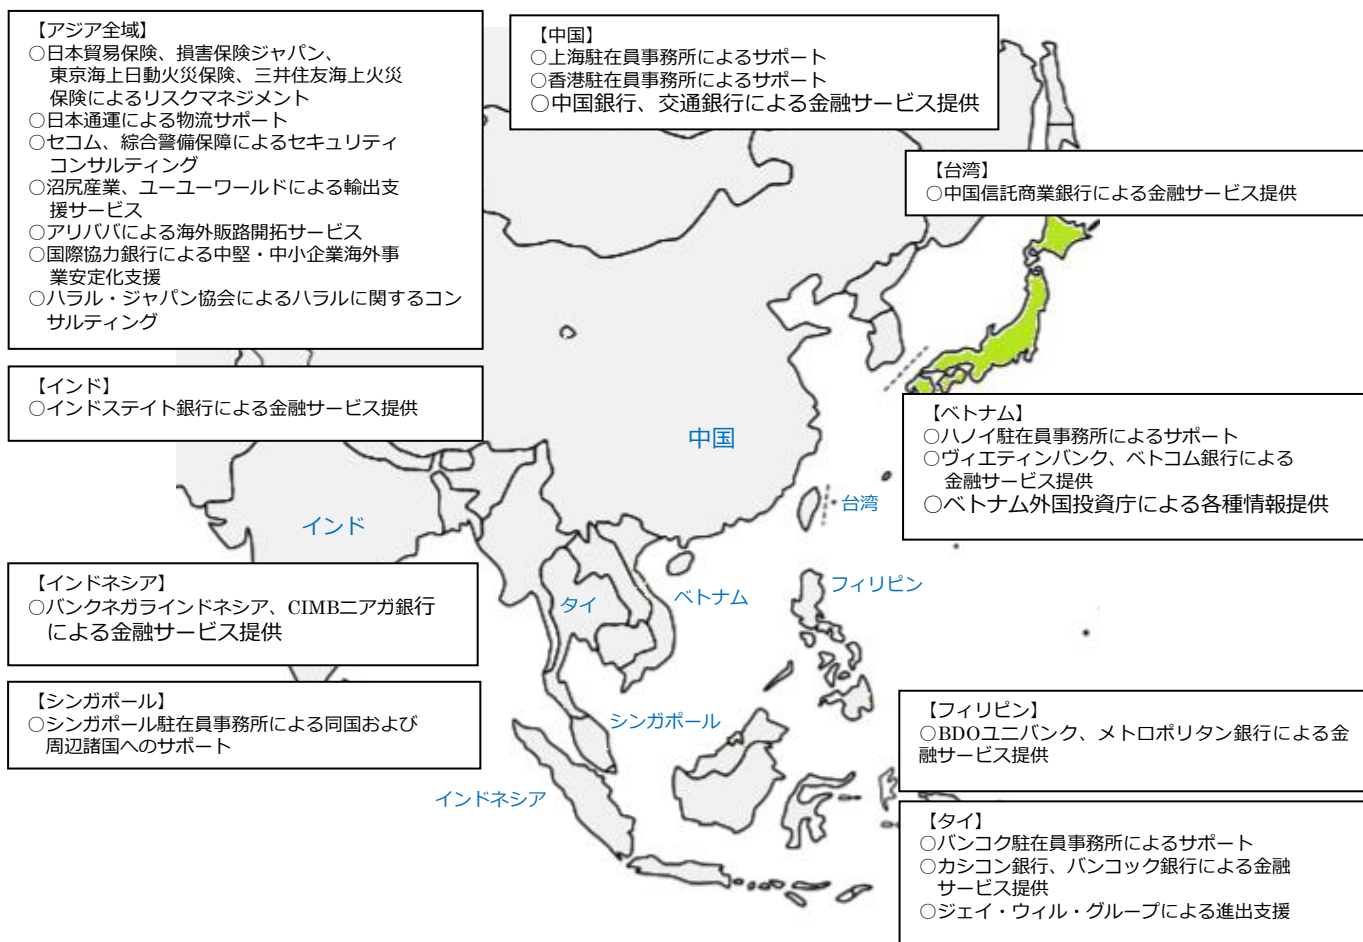 【アジア全域】
○日本貿易保険、損害保険ジャパン、
東京海上日動火災保険、三井住友海上火災
保険によるリスクマネジメント
○日本通運による物流サポート
○セコム、綜合警備保障によるセキュリティ
コンサルティング
○沼尻産業、ユーユーワールドによる輸出支
援サービス
○アリババによる海外販路開拓サービス
○国際協力銀行による中堅・中小企業海外事
業安定化支援
○ハラル・ジャパン協会によるハラルに関するコン
サルティング
【中国】
○上海駐在員事務所によるサポート
○香港駐在員事務所によるサポート
○中国銀行、交通銀行による金融サービス提供
【台湾】
○中国信託商業銀行による金融サービス提供
【インド】
○インドステイト銀行による金融サービス提供
【ベトナム】
○ハノイ駐在員事務所によるサポート
○ヴィエティンバンク、ベトコム銀行による
金融サービス提供
○ベトナム外国投資庁による各種情報提供
中国
台湾
インド
【インドネシア】
○バンクネガラインドネシア、CIMBニアガ銀行
による金融サービス提供
タイ
ベトナム
フィリピン
【シンガポール】
○シンガポール駐在員事務所による同国および
周辺諸国へのサポート
シンガポール
インドネシア
【フィリピン】
○BDOユニバンク、メトロポリタン銀行による金
融サービス提供
【タイ】
○バンコク駐在員事務所によるサポート
○カシコン銀行、バンコック銀行による金融
サービス提供
○ジェイ・ウィル・グループによる進出支援